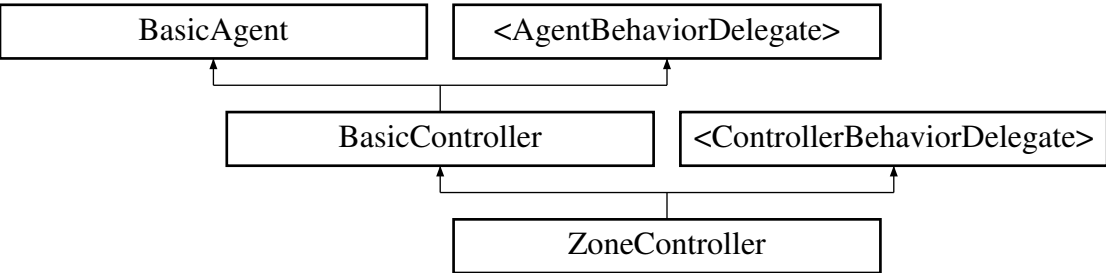 BasicAgent
<AgentBehaviorDelegate>
BasicController
<ControllerBehaviorDelegate>
ZoneController